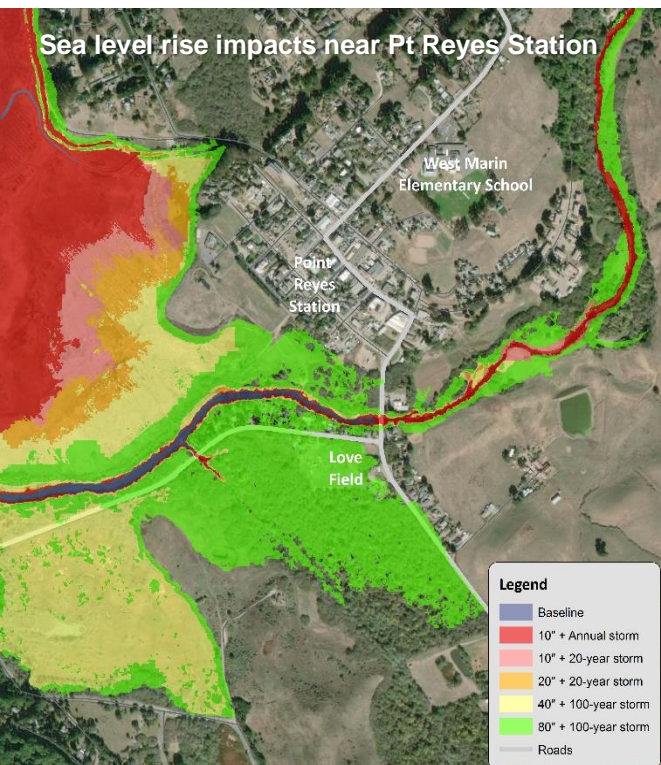 Sea level rise impacts near Pt Reyes Station
West Marin
Elementary School
Point
Reyes
Station
Love
Field
Legend
Baseline
10" + Annual storm
10" + 20-year storm
20" + 20-year storm
40" + 100-year storm
80" + 100-year storm
Roads